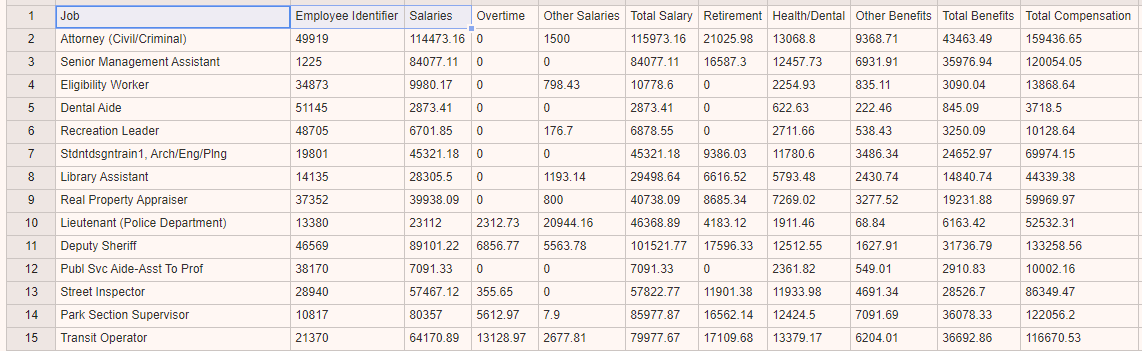 1 Job Employee Identifier Salaries Overtime Other Salaries Total Salary Retirement Health/Dental Other Benefits Total Benefits Total Compensation
2 Attorney (Civil/Criminal) 49919 114473.16 0 1500 115973.16 21025.98 13068.8 9368.71 43463.49 159436.65
3 Senior Management Assistant 1225 84077.11 0 0 84077.11 16587.3 12457.73 6931.91 35976.94 120054.05
4 Eligibility Worker 34873 9980.17 0 798.43 10778.6 0 2254.93 835.11 3090.04 13868.64
5 Dental Aide 51145 2873.41 0 0 2873.41 0 622.63 222.46 845.09 3718.5
6 Recreation Leader 48705 6701.85 0 176.7 6878.55 0 2711.66 538.43 3250.09 10128.64
7 Stdntdsgntrain1, Arch/Eng/Plng 19801 45321.18 0 0 45321.18 9386.03 11780.6 3486.34 24652.97 69974.15
8 Library Assistant 14135 28305.5 0 1193.14 29498.64 6616.52 5793.48 2430.74 14840.74 44339.38
9 Real Property Appraiser 37352 39938.09 0 800 40738.09 8685.34 7269.02 3277.52 19231.88 59969.97
10 Lieutenant (Police Department) 13380 23112 2312.73 20944.16 46368.89 4183.12 1911.46 68.84 6163.42 52532.31
11 Deputy Sheriff 46569 89101.22 6856.77 5563.78 101521.77 17596.33 12512.55 1627.91 31736.79 133258.56
12 Publ Svc Aide-Asst To Prof 38170 7091.33 0 0 7091.33 0 2361.82 549.01 2910.83 10002.16
13 Street Inspector 28940 57467.12 355.65 0 57822.77 11901.38 11933.98 4691.34 28526.7 86349.47
14 Park Section Supervisor 10817 80357 5612.97 7.9 85977.87 16562.14 12424.5 7091.69 36078.33 122056.2
15 Transit Operator 21370 64170.89 13128.97 2677.81 79977.67 17109.68 13379.17 6204.01 36692.86 116670.53